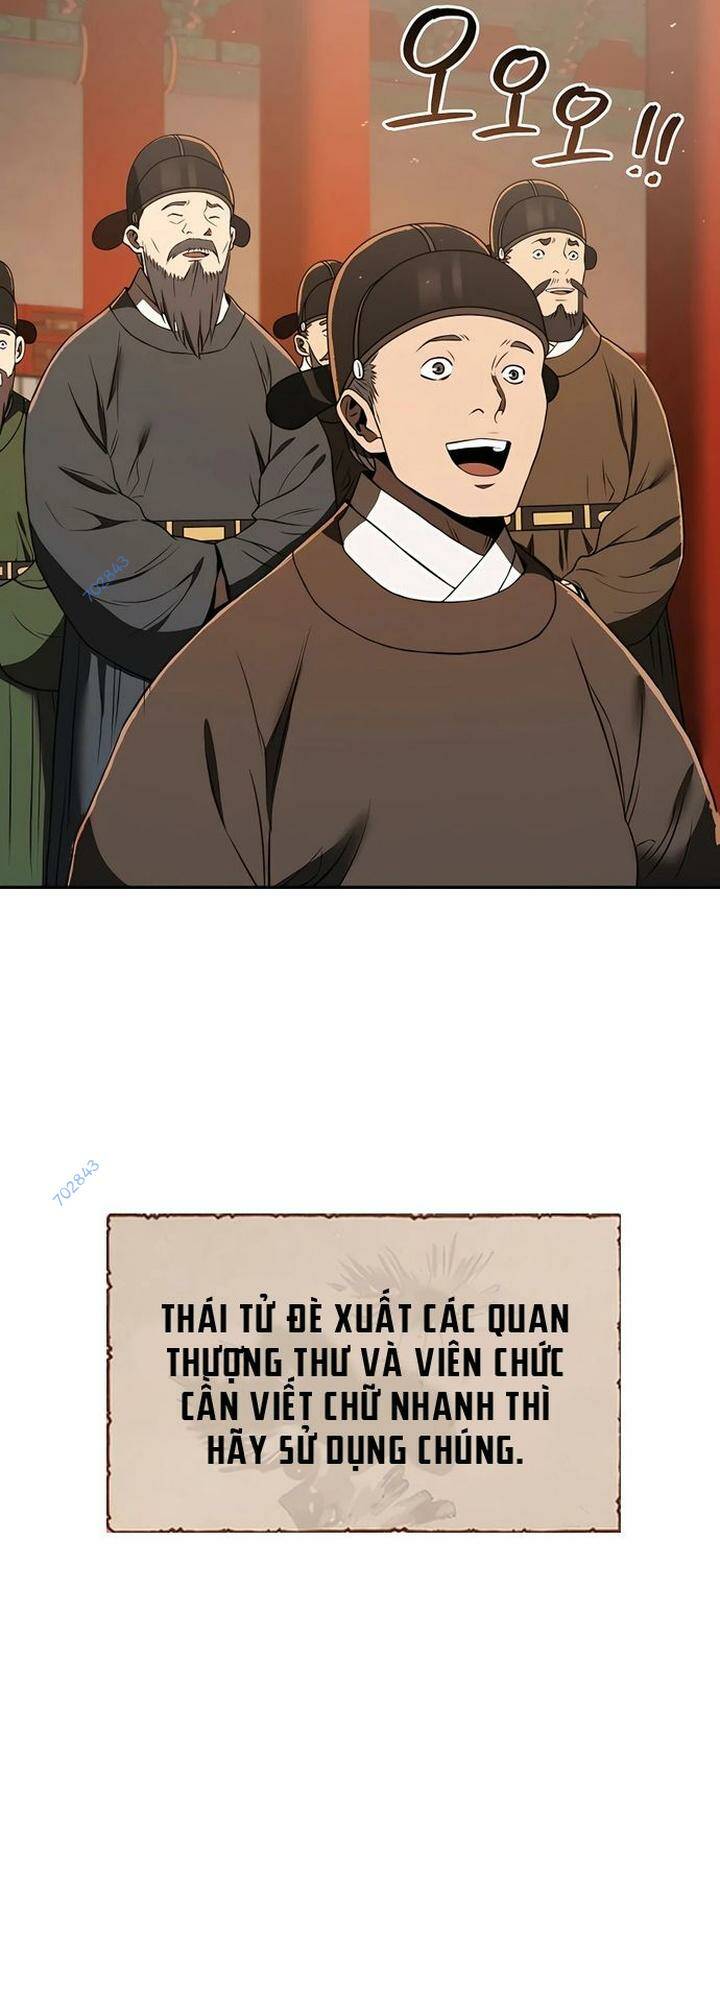 오오오!!
702843
702843
THÁI TỬ ĐÈ XUẤT CÁC QUAN
THƯỢNG THƯ VÀ VIÊN CHỨC
CẦN VIẾT CHỮ NHANH THÌ
HÃY SỬ DỤNG CHÚNG.
702843